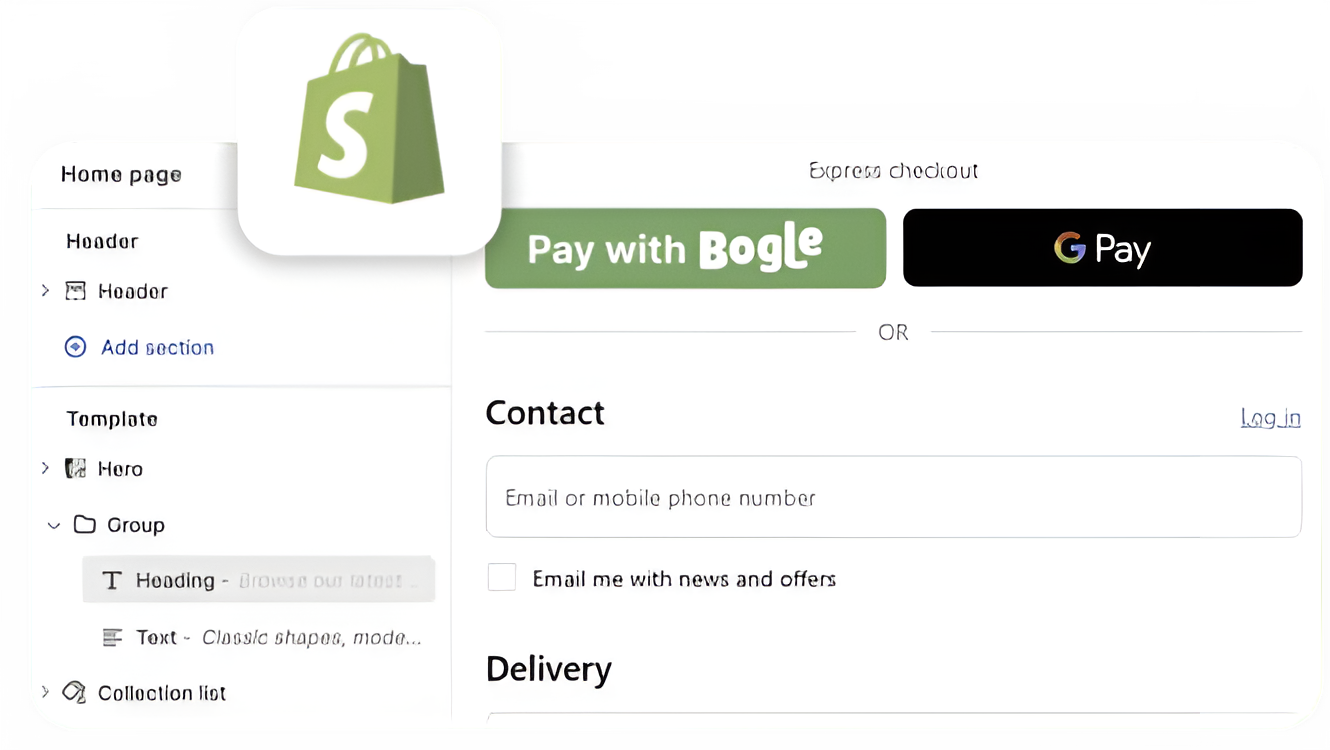 S
Home page
Header
Header
Add section
Template
Hero
Group
Heading - Browse our latest ...
Text - Classic shapes, mode...
Collection list
Express checkout
Pay with Bogle
G Pay
OR
Contact
Log in
Email or mobile phone number
Email me with news and offers
Delivery